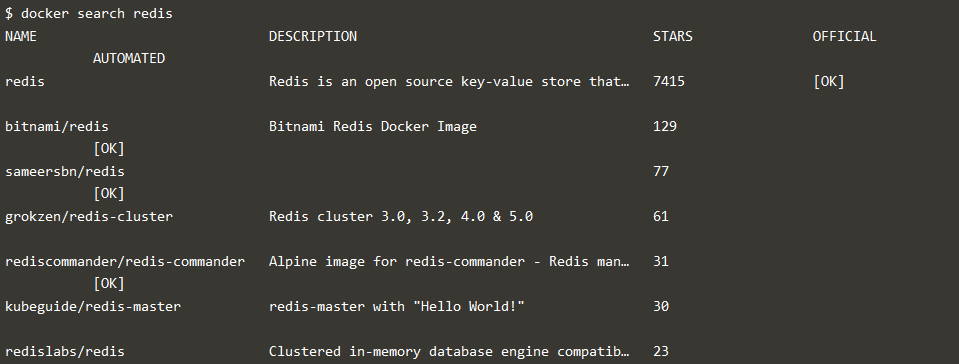 $ docker search redis
NAME DESCRIPTION STARS OFFICIAL
AUTOMATED
redis Redis is an open source key-value store that… 7415 [OK]
bitnami/redis Bitnami Redis Docker Image 129
[OK]
sameersbn/redis 77
[OK]
grokzen/redis-cluster Redis cluster 3.0, 3.2, 4.0 & 5.0 61
rediscommander/redis-commander Alpine image for redis-commander - Redis man… 31
[OK]
kubeguide/redis-master redis-master with "Hello World!" 30
redislabs/redis Clustered in-memory database engine compatib… 23